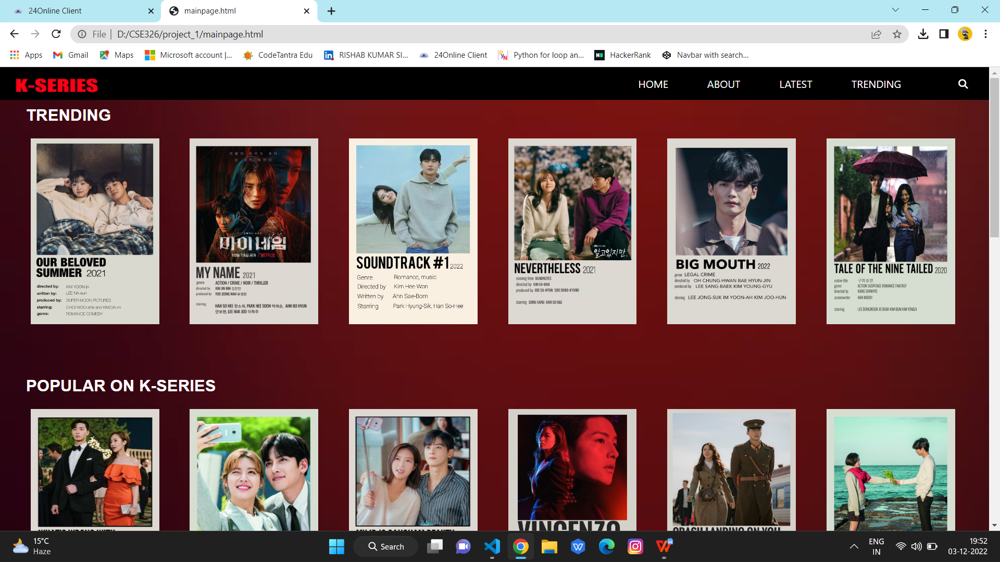 24Online Client
mainpage.html
File
D:/CSE326/project_1/mainpage.html
Apps
Gmail
Maps
Microsoft account |...
CodeTantra Edu
RISHAB KUMAR SI...
24Online Client
Python for loop an...
HackerRank
Navbar with search...
K-SERIES
HOME
ABOUT
LATEST
TRENDING
TRENDING
OUR BELOVED
SUMMER 2021
directed by: KIM YOON-jin
written by: LEE NA-eun
produced by: SUPER MOON PICTURES
starring: CHOI WOO-shik and KIM DA-mi
genre: ROMANCE COMEDY
마이 네임
10월 15일 공개 | NETFLIX
MY NAME 2021
genre ACTION / CRIME / NOIR / THRILLER
directed by KIM JIN MIN 김진민
produced by YOO JEONG WAN 유정완
starring HAN SO HEE 한소희, PARK HEE SOON 박희순, AHN BO HYUN
안보현, LEE HAK JOO 이학주
SOUNDTRACK #1 2022
Genre Romance, music
Directed by Kim Hee-Won
Written by Ahn Sae-Bom
Starring Park Hyung-Sik, Han So-Hee
알고있지만,
NEVERTHELESS 2021
running time 60 MINUTES
directed by KIM GA-RAM
produced by JOO SA-HYUN SOO SUNG-KYUNG
starring SONG KANG HAN SO HEE
BIG MOUTH 2022
genre LEGAL CRIME
directed by OH CHUNG-HWAN BAE HYUN-JIN
produced by LEE SANG-BAEK KIM YOUNG-GYU
starring LEE JONG-SUK IM YOON-AH KIM JOO-HUN
TALE OF THE NINE TAILED 2020
native title 구미호뎐
genre ACTION SUSPENSE ROMANCE FANTASY
directed by KANG SHINHYO
screenwriter HAN WOORI
starring LEE DONGWOOK JO BOAH KIM BUM KIM YONGJI
POPULAR ON K-SERIES
WHAT'S WRONG WITH
MY ID IS GANGNAM BEAUTY
VINCENZO
CRASH LANDING ON YOU
15°C
Haze
Search
ENG
IN
19:52
03-12-2022